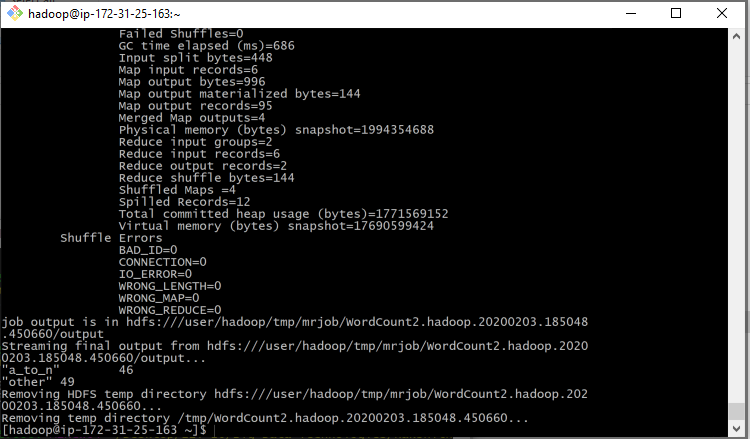 hadoop@ip-172-31-25-163:~
Failed Shuffles=0
GC time elapsed (ms)=686
Input split bytes=448
Map input records=6
Map output bytes=996
Map output materialized bytes=144
Map output records=95
Merged Map outputs=4
Physical memory (bytes) snapshot=1994354688
Reduce input groups=2
Reduce input records=6
Reduce output records=2
Reduce shuffle bytes=144
Shuffled Maps =4
Spilled Records=12
Total committed heap usage (bytes)=1771569152
Virtual memory (bytes) snapshot=17690599424
Shuffle Errors
BAD_ID=0
CONNECTION=0
IO_ERROR=0
WRONG_LENGTH=0
WRONG_MAP=0
WRONG_REDUCE=0
job output is in hdfs:///user/hadoop/tmp/mrjob/WordCount2.hadoop.20200203.185048
.450660/output
Streaming final output from hdfs:///user/hadoop/tmp/mrjob/WordCount2.hadoop.2020
0203.185048.450660/output...
"a_to_n" 46
"other" 49
Removing HDFS temp directory hdfs:///user/hadoop/tmp/mrjob/WordCount2.hadoop.202
00203.185048.450660...
Removing temp directory /tmp/WordCount2.hadoop.20200203.185048.450660...
[hadoop@ip-172-31-25-163 ~]$